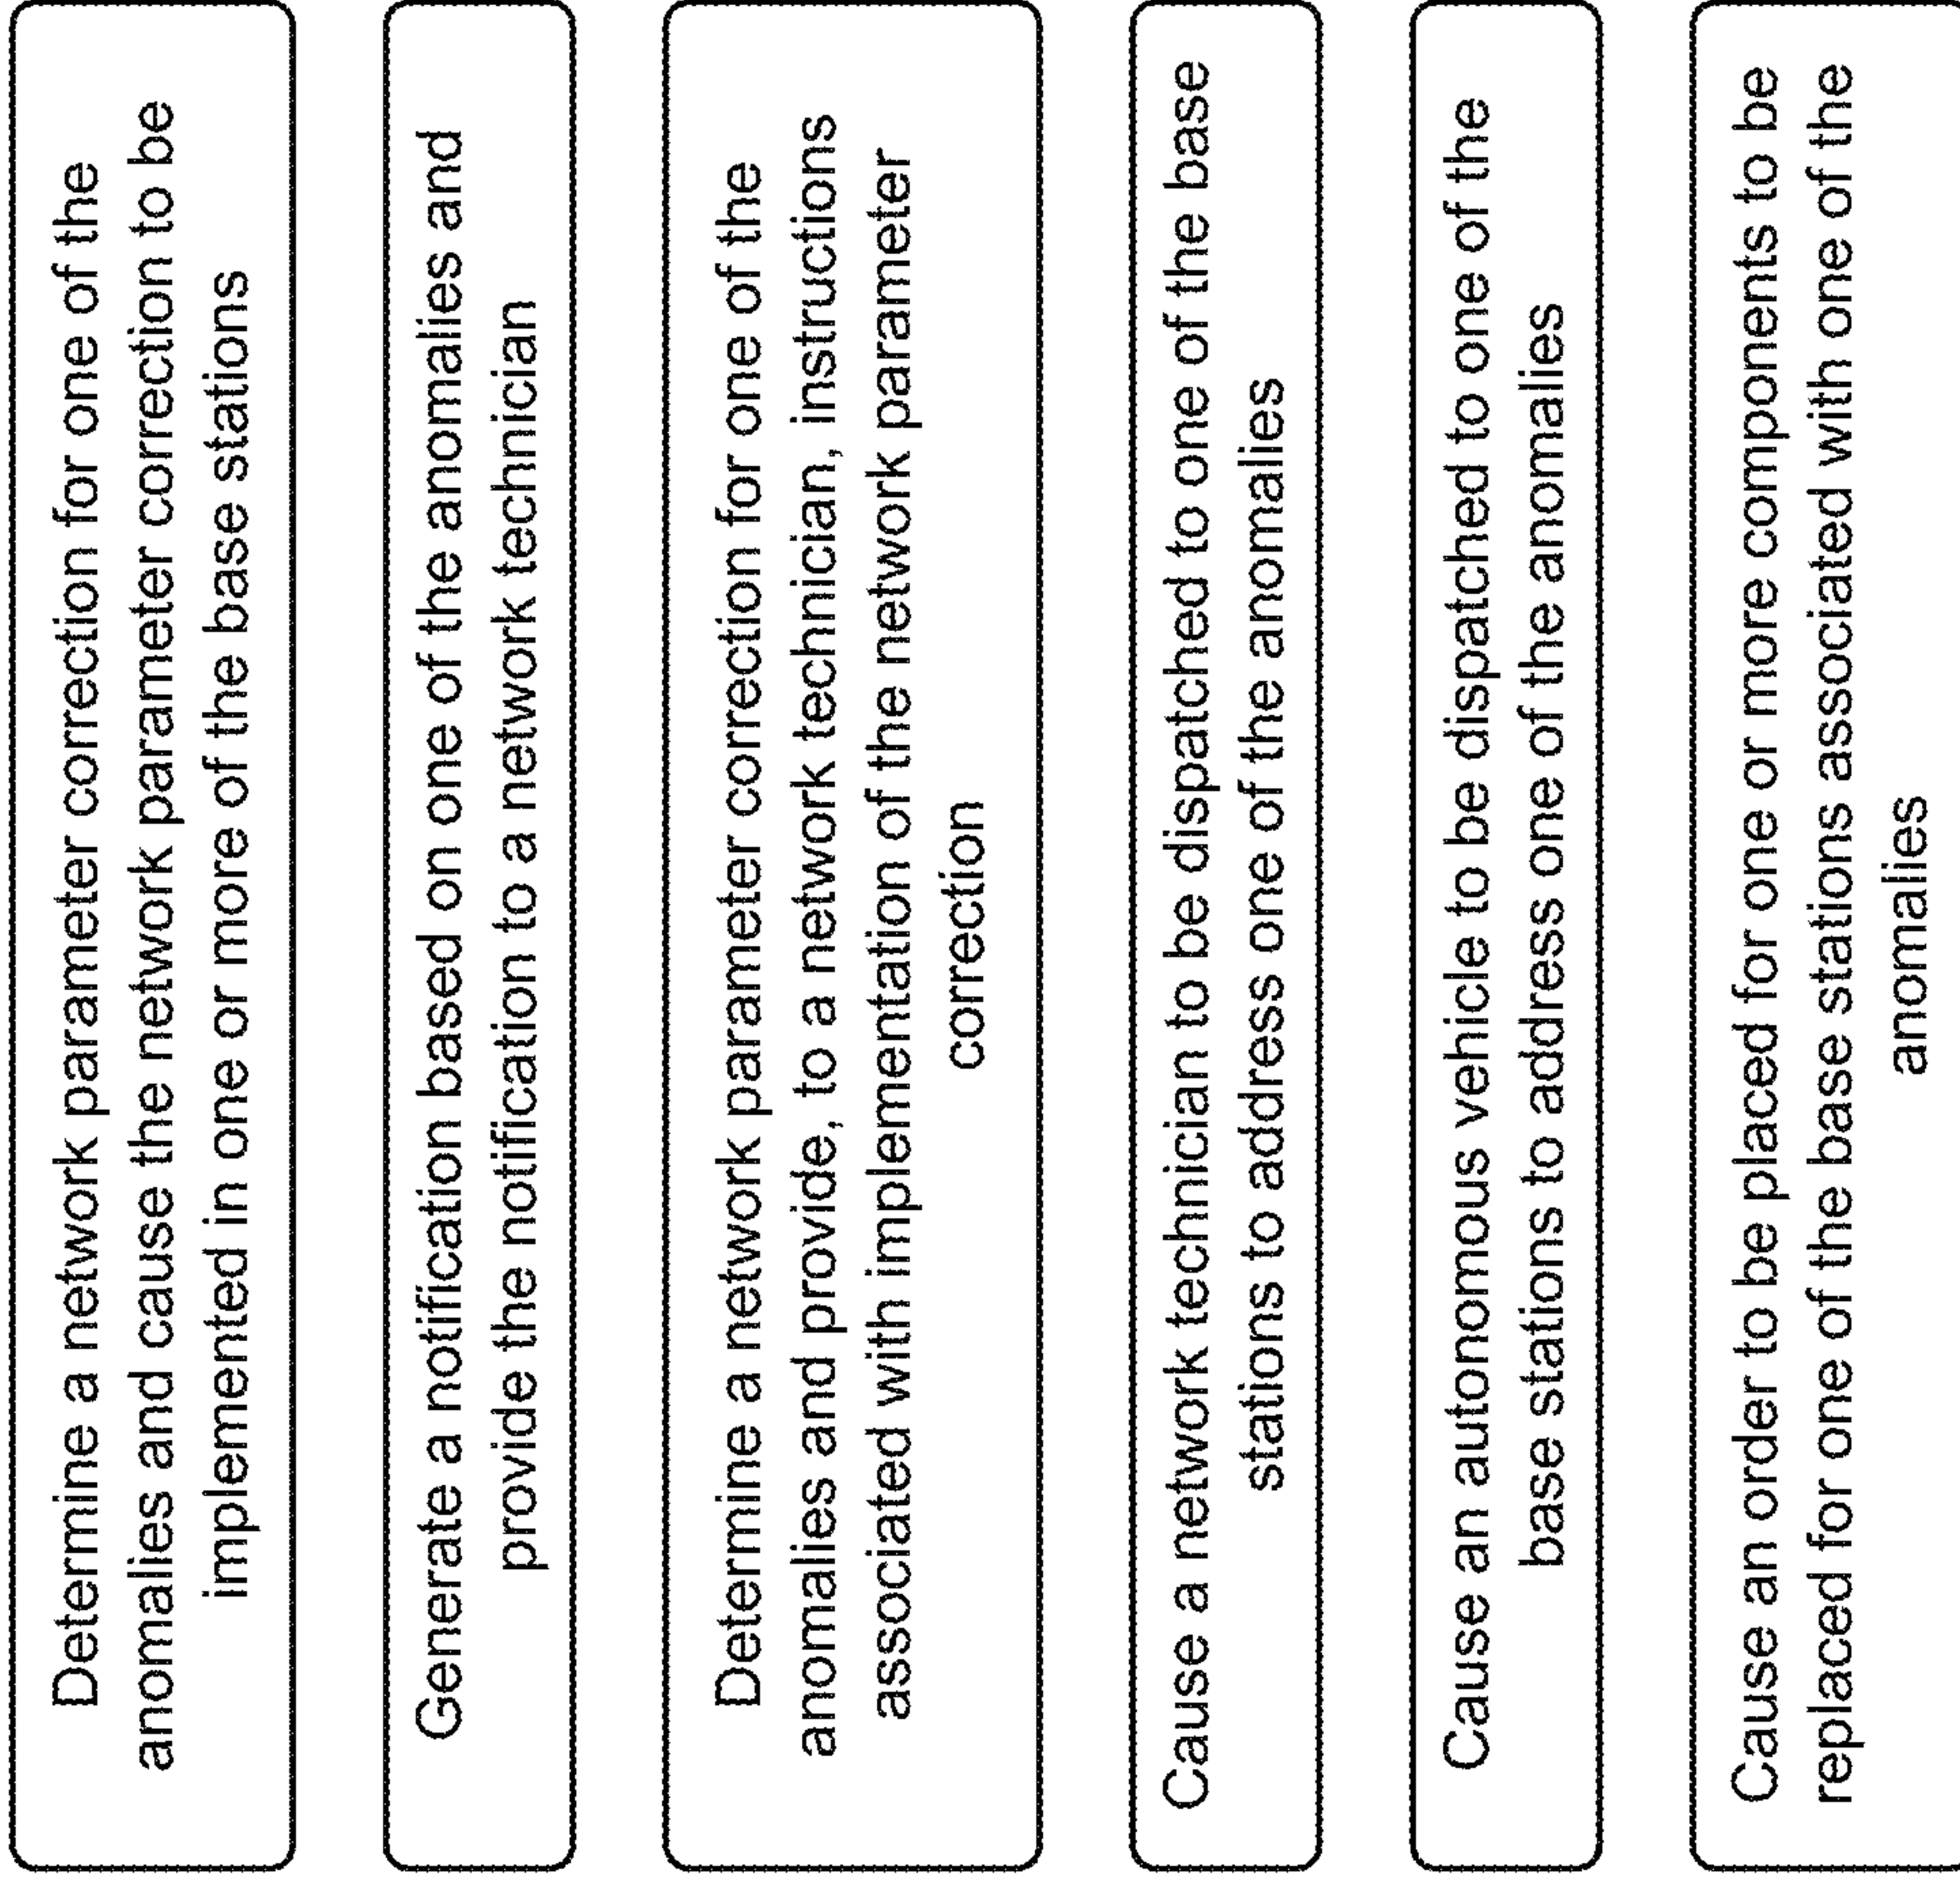 Determine a network parameter correction for one of the
anomalies and cause the network parameter correction to be
implemented in one or more of the base stations
Generate a notification based on one of the anomalies and
provide the notification to a network technician
Determine a network parameter correction for one of the
anomalies and provide, to a network technician, instructions
associated with implementation of the network parameter
correction
Cause a network technician to be dispatched to one of the base
stations to address one of the anomalies
Cause an autonomous vehicle to be dispatched to one of the
base stations to address one of the anomalies
Cause an order to be placed for one or more components to be
replaced for one of the base stations associated with one of the
anomalies